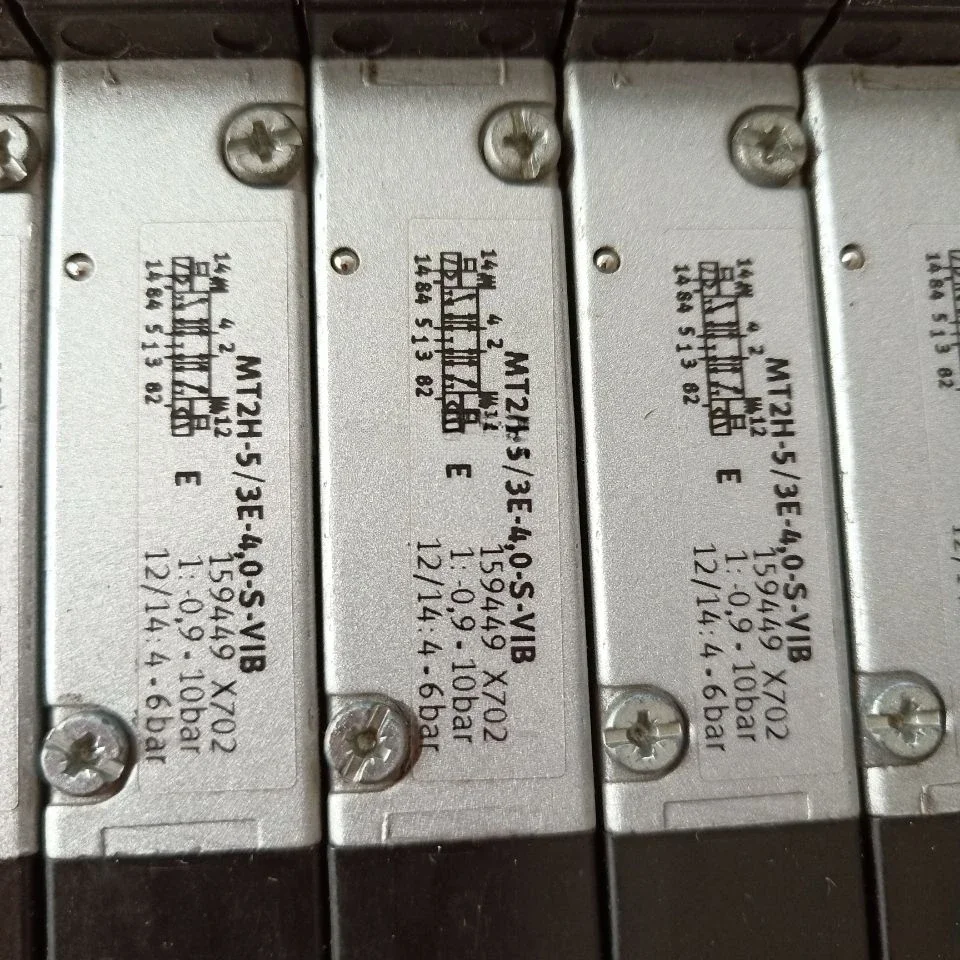 14
12
14 84 5 1 3 82
4 2
E
MT2H-5/3E-4,0-S-VIB
159449 X702
1: -0,9 - 10bar
12/14: 4 - 6bar
14
14 84 5 1 3 82
4 2
E
MT2H-5/3E-4,0-S-VIB
159449 X702
1: -0,9 - 10bar
12/14: 4 - 6bar
14
12
14 84 5 1 3 82
4 2
E
MT2H-5/3E-4,0-S-VIB
159449 X702
1: -0,9 - 10bar
12/14: 4 - 6bar
14
14 84 5 1 3 82